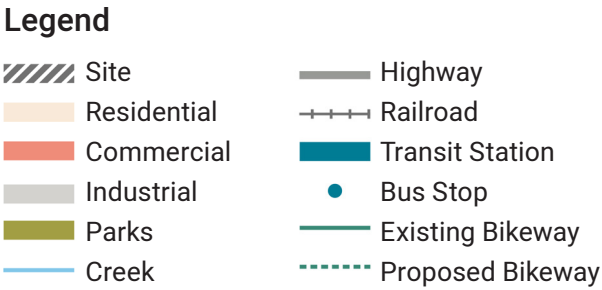 Legend
Site
Residential
Commercial
Industrial
Parks
Creek
Highway
Railroad
Transit Station
Bus Stop
Existing Bikeway
Proposed Bikeway